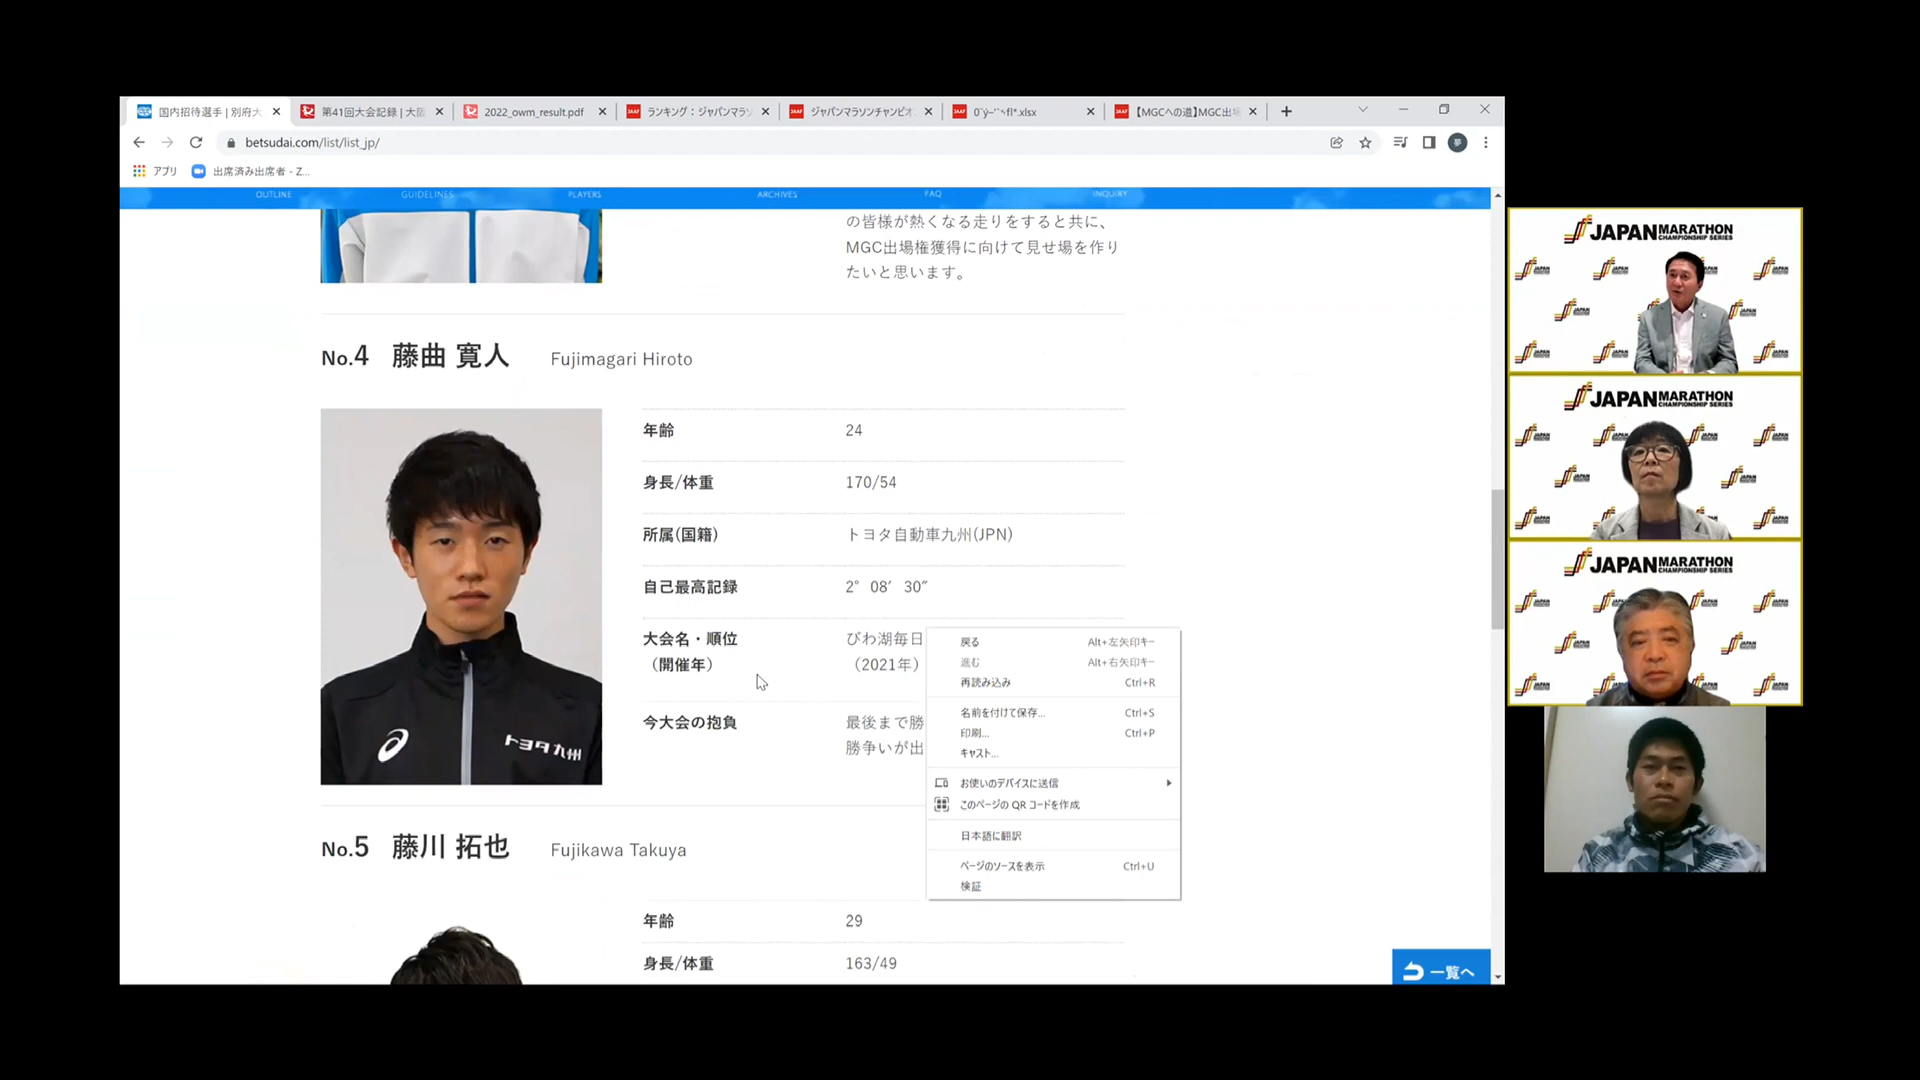 国内招待選手 | 別府大
第41回大会記録 | 大阪
2022_owm_result.pdf
ランキング：ジャパンマラソ
ジャパンマラソンチャンピオン
【MGCへの道】MGC出場
betsudai.com/list/list_jp/
アプリ
出席済み出席者 - Z...
OUTLINE
GUIDELINES
PLAYERS
ARCHIVES
FAQ
INQUIRY
の皆様が熱くなる走りをすると共に、
MGC出場権獲得に向けて見せ場を作り
たいと思います。
No.4 藤曲 寛人 Fujimagari Hiroto
年齢 24
身長/体重 170/54
所属(国籍) トヨタ自動車九州(JPN)
自己最高記録 2° 08′ 30″
大会名・順位 びわ湖毎日
（開催年） （2021年）
今大会の抱負 最後まで勝
勝争いが出
トヨタ九州
戻る Alt+左矢印キー
進む Alt+右矢印キー
再読み込み Ctrl+R
名前を付けて保存... Ctrl+S
印刷... Ctrl+P
キャスト...
お使いのデバイスに送信
このページの QR コードを作成
日本語に翻訳
ページのソースを表示 Ctrl+U
検証
No.5 藤川 拓也 Fujikawa Takuya
年齢 29
身長/体重 163/49
一覧へ
JAPAN MARATHON
CHAMPIONSHIP SERIES
JAPAN MARATHON
CHAMPIONSHIP SERIES
JAPAN MARATHON
CHAMPIONSHIP SERIES